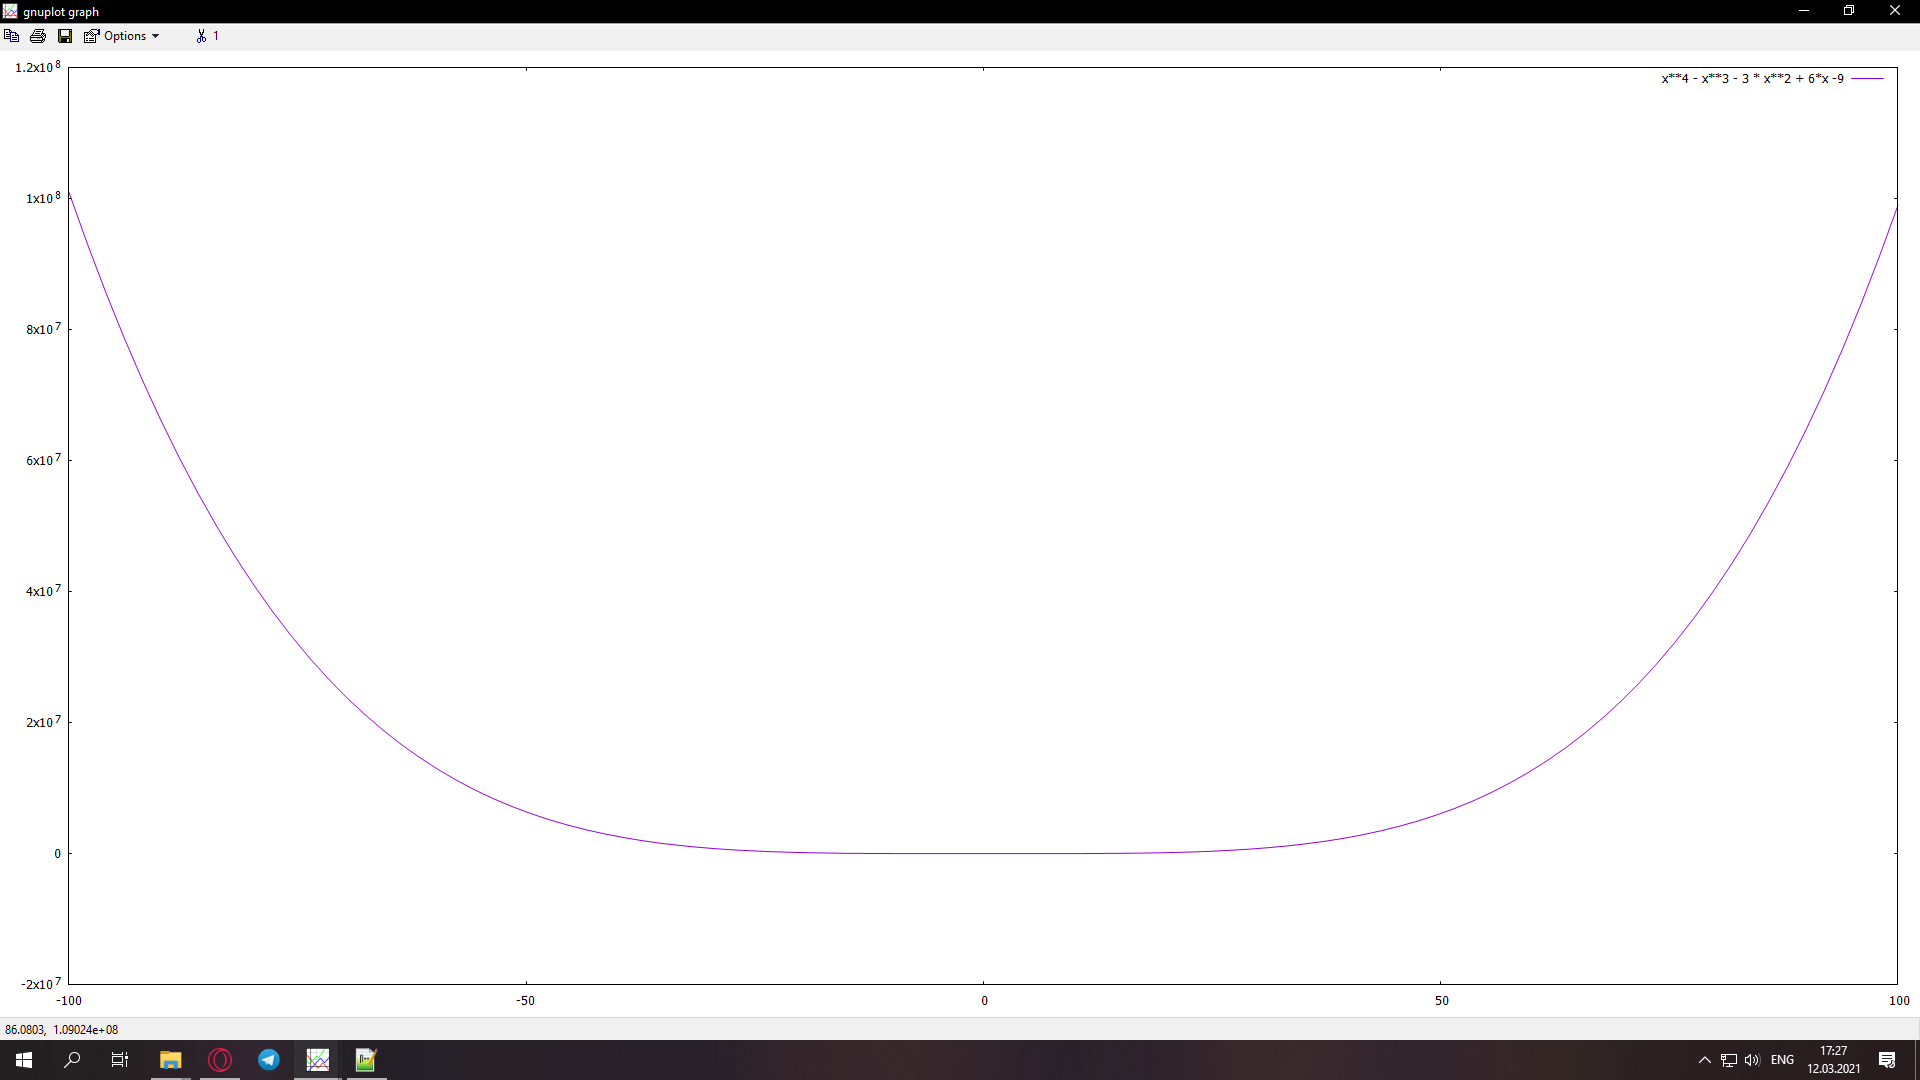 gnuplot graph
Options 1
1.2x10^8
x**4 - x**3 - 3 * x**2 + 6*x -9
1x10^8
8x10^7
6x10^7
4x10^7
2x10^7
0
-2x10^7
-100 -50 0 50 100
86.0803, 1.09024e+08
ENG
17:27
12.03.2021